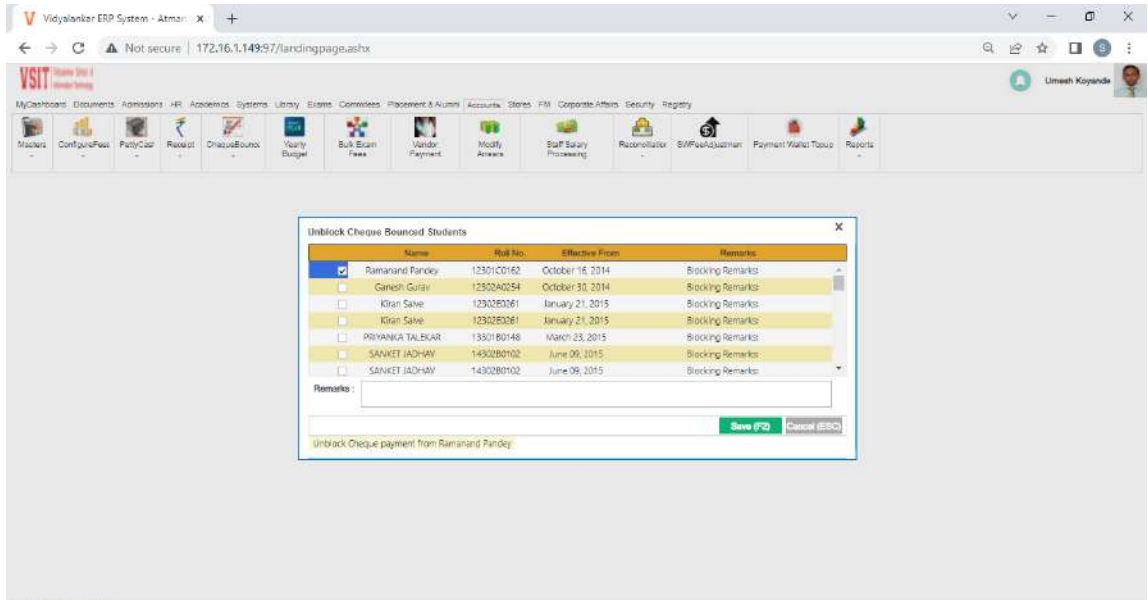 Vidyalankar ERP System - Atmar
Not secure 172.16.1.149:97/landingpage.ashx
S
VSIT
Umesh Koyande
MyDashboard Documents Admissions HR Academics Systems Library Exams Commitees Placement & Alumni Accounts Stores FM Corporate Affairs Security Registry
Masters ConfigureFees PettyCast Receipt ChequeBounce Yearly Budget Bulk Exam Fees Vendor Payment Modify Arrears Staff Salary Processing Reconciliation SWFeeAdjustment Payment Wallet Topup Reports
Unblock Cheque Bounced Students X
Name Roll No. Effective From Remarks
Ramanand Pandey 12301C0162 October 16, 2014 Blocking Remarks:
Ganesh Gurav 12302A0254 October 30, 2014 Blocking Remarks:
Kiran Salve 12302E0261 January 21, 2015 Blocking Remarks:
Kiran Salve 12302E0261 January 21, 2015 Blocking Remarks:
PRIYANKA TALEKAR 13301B0148 March 23, 2015 Blocking Remarks:
SANKET JADHAV 14302B0102 June 09, 2015 Blocking Remarks:
SANKET JADHAV 14302B0102 June 09, 2015 Blocking Remarks:
Remarks :
Save (F2) Cancel (ESC)
Unblock Cheque payment from Ramanand Pandey